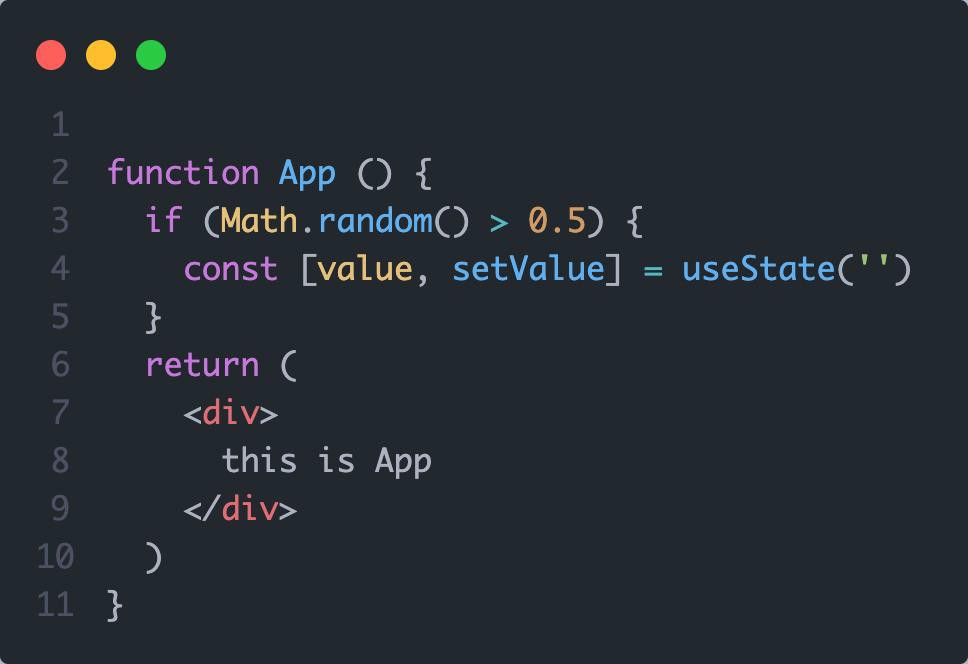 1
2 function App () {
3   if (Math.random() > 0.5) {
4     const [value, setValue] = useState('')
5   }
6   return (
7     <div>
8       this is App
9     </div>
10   )
11 }